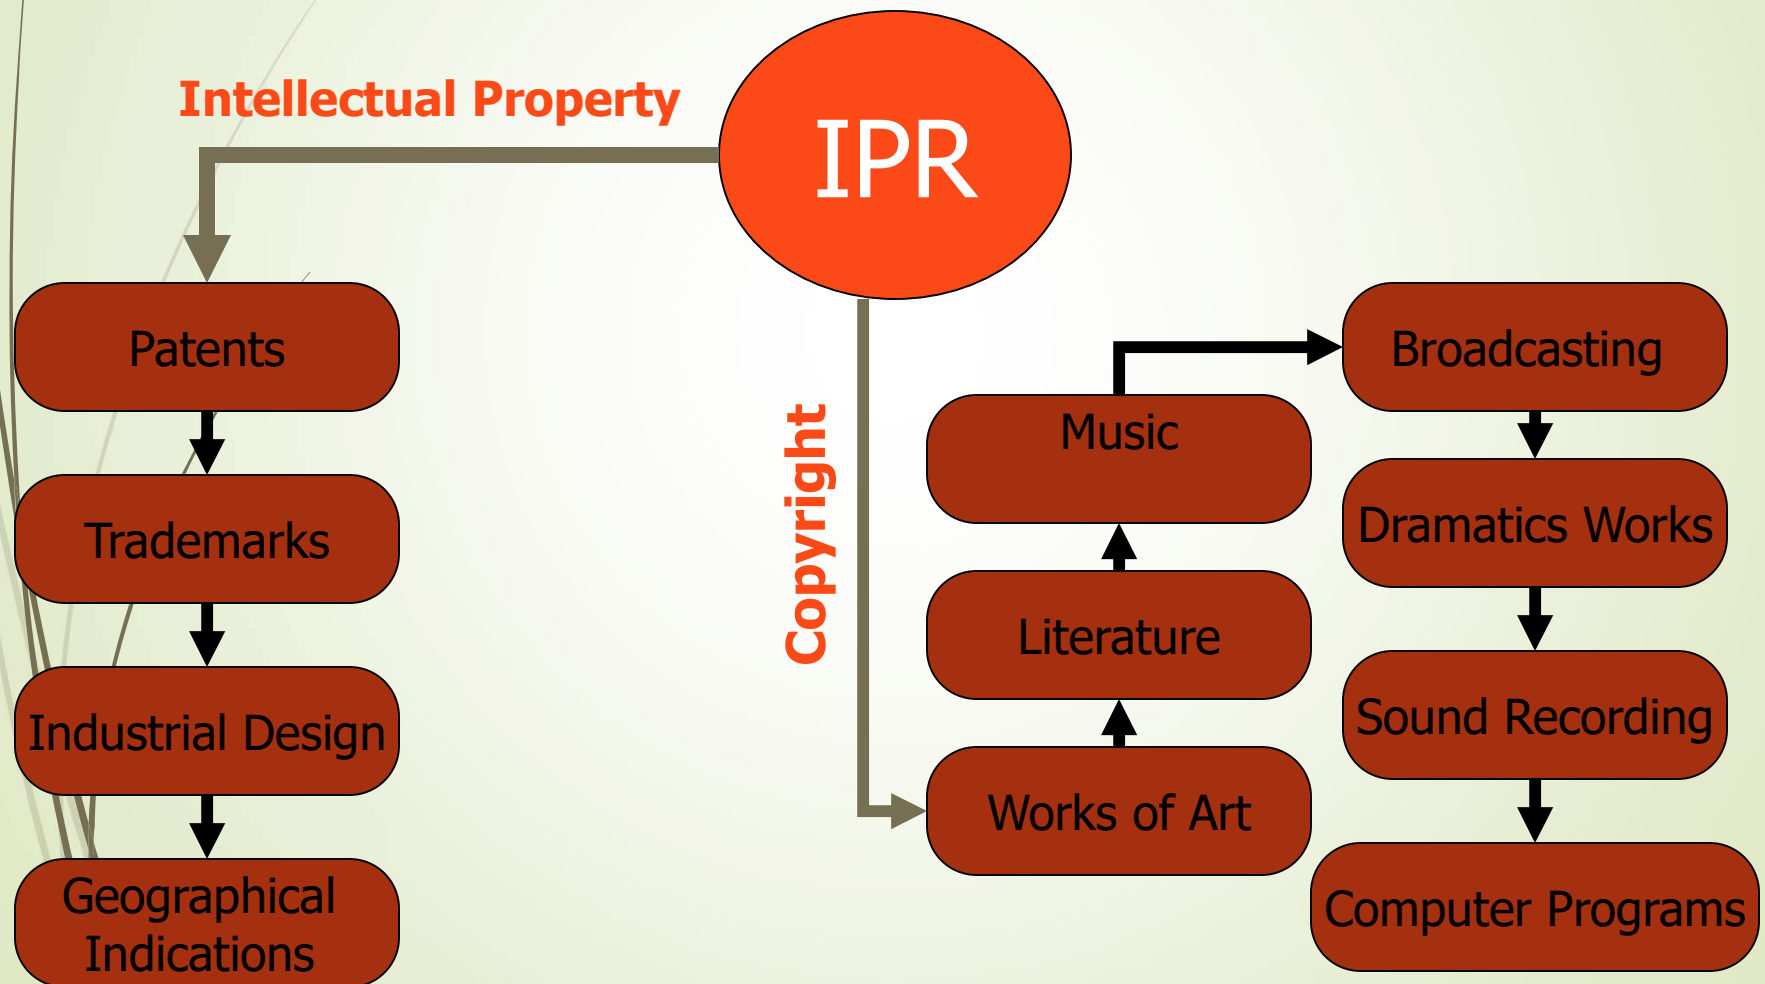 Intellectual Property
IPR
Patents
Trademarks
Industrial Design
Geographical
Indications
Copyright
Works of Art
Literature
Music
Broadcasting
Dramatics Works
Sound Recording
Computer Programs